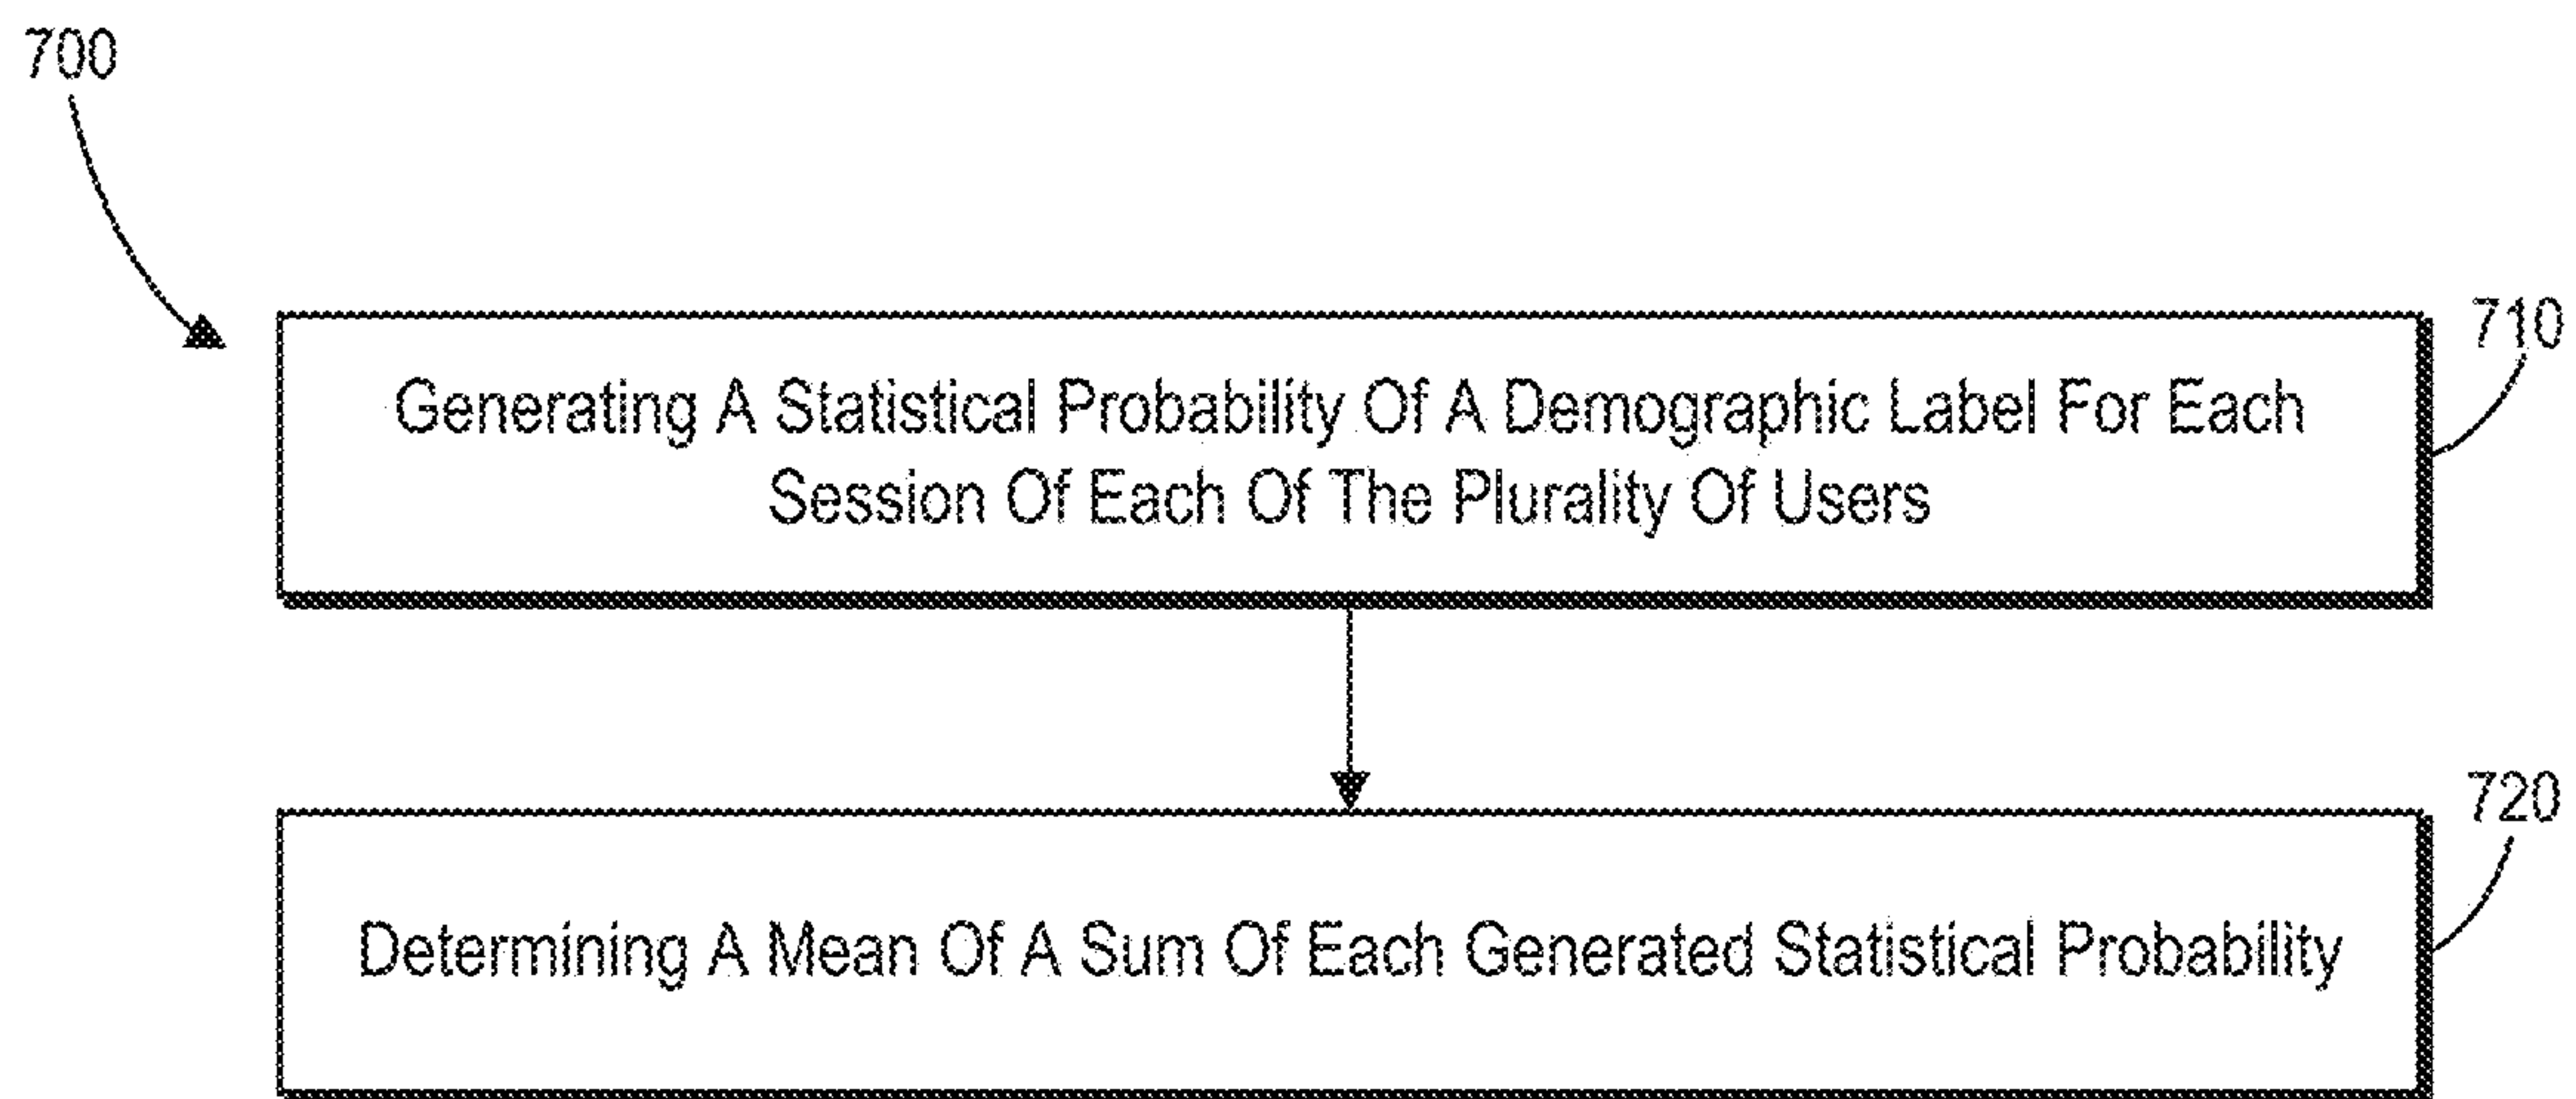 700
710
Generating A Statistical Probability Of A Demographic Label For Each
Session Of Each Of The Plurality Of Users
720
Determining A Mean Of A Sum Of Each Generated Statistical Probability